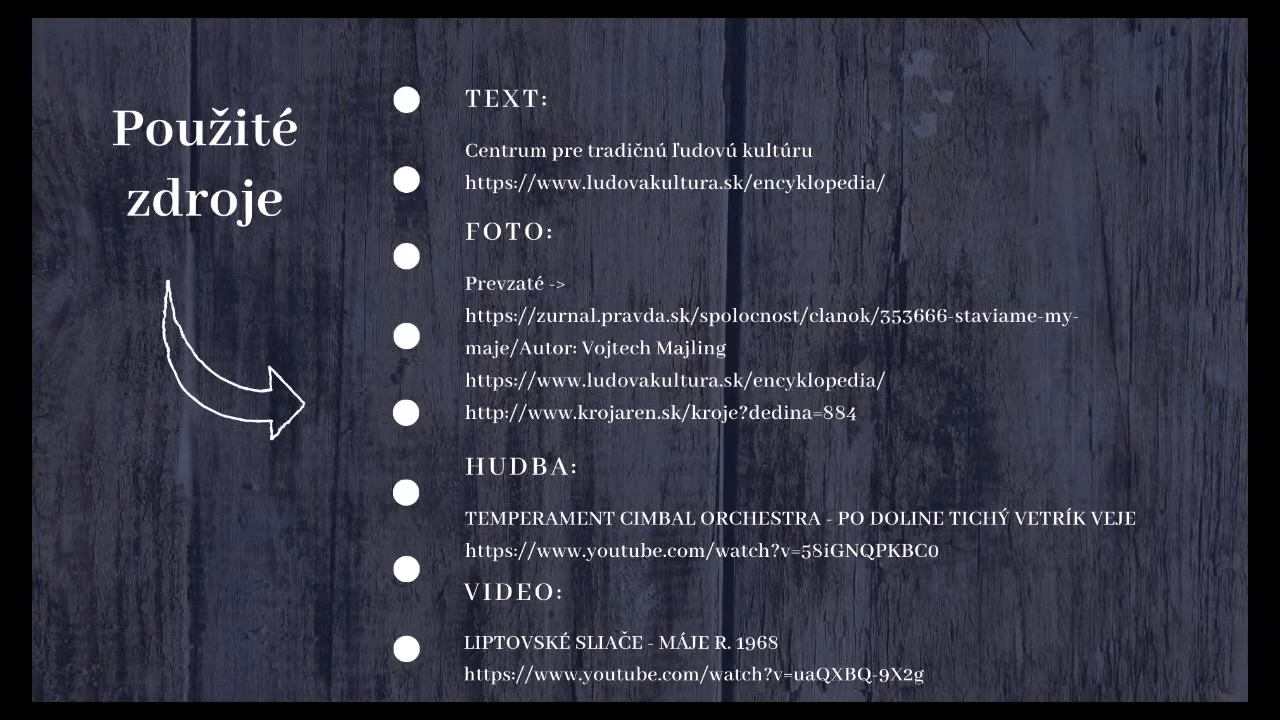 Použité
zdroje
TEXT:
Centrum pre tradičnú ľudovú kultúru
https://www.ludovakultura.sk/encyklopedia/
FOTO:
Prevzaté ->
https://zurnal.pravda.sk/spolocnost/clanok/353666-staviame-my-
maje/Autor: Vojtech Majling
https://www.ludovakultura.sk/encyklopedia/
http://www.krojaren.sk/kroje?dedina=884
HUDBA:
TEMPERAMENT CIMBAL ORCHESTRA - PO DOLINE TICHÝ VETRÍK VEJE
https://www.youtube.com/watch?v=58iGNQPKBC0
VIDEO:
LIPTOVSKÉ SLIAČE - MÁJE R. 1968
https://www.youtube.com/watch?v=uaQXBQ-9X2g